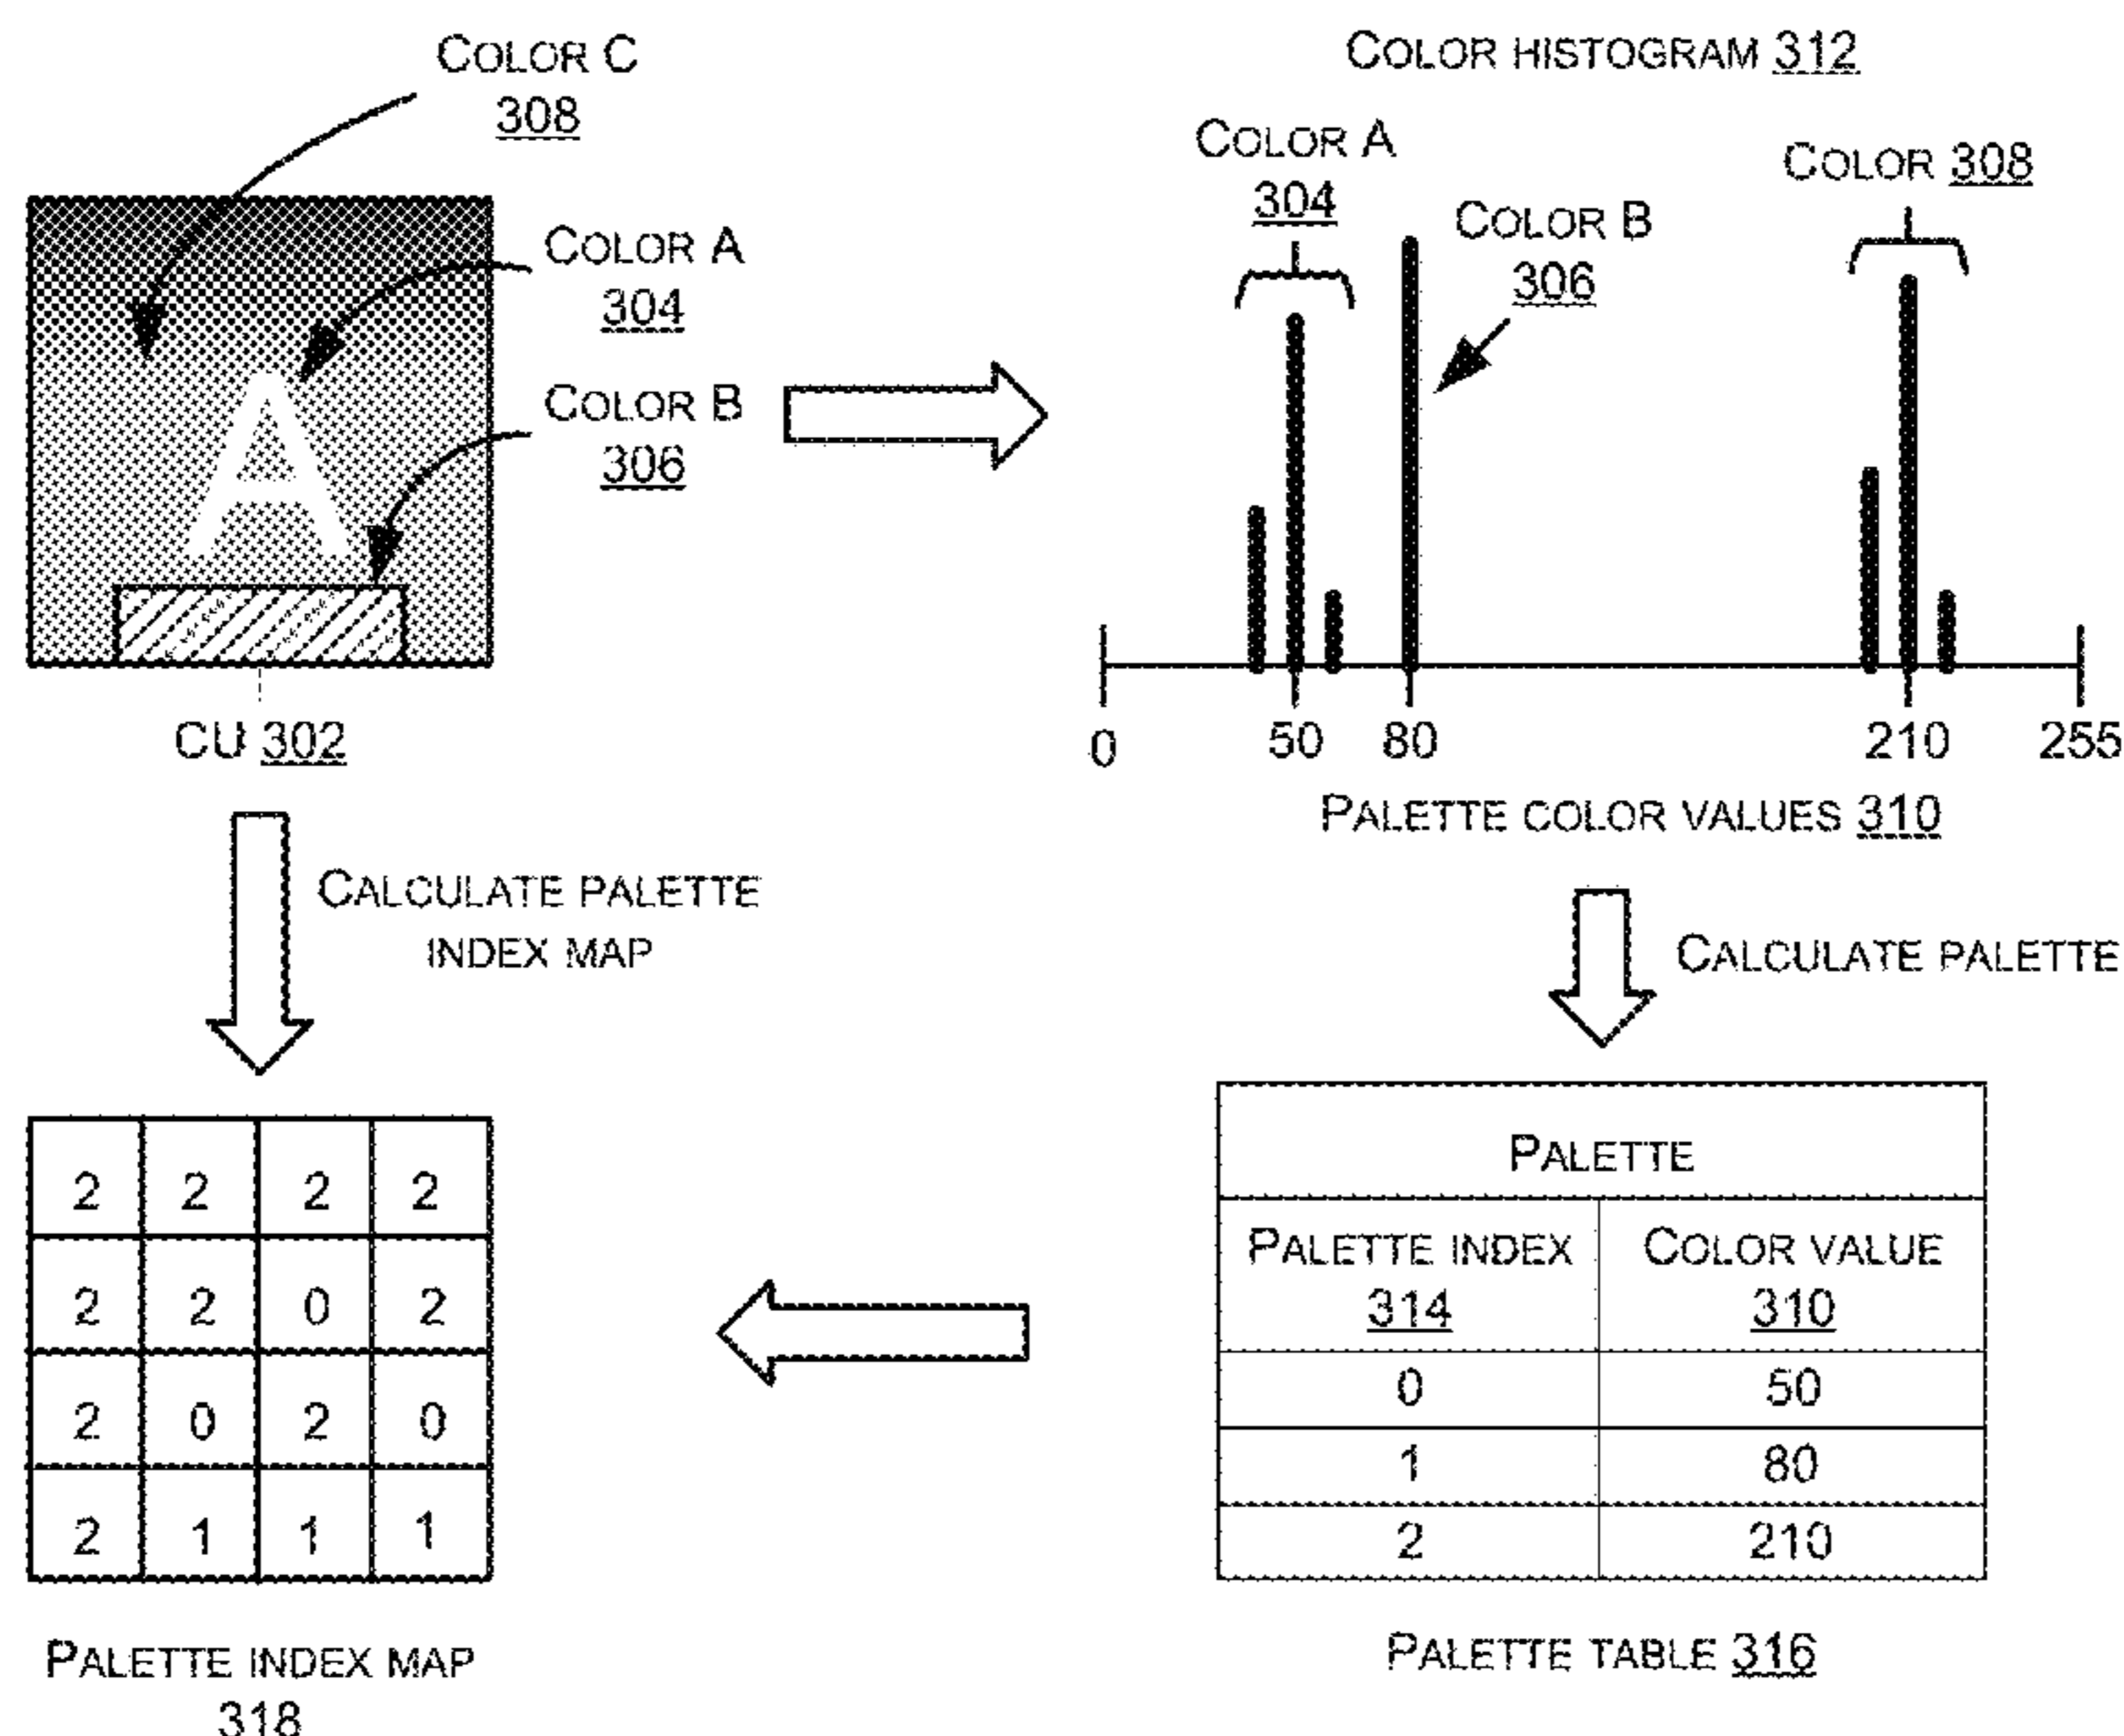 COLOR C
308
COLOR A
304
COLOR B
306
CU 302
COLOR HISTOGRAM 312
COLOR A
304
COLOR B
306
COLOR 308
0 50 80 210 255
PALETTE COLOR VALUES 310
CALCULATE PALETTE
INDEX MAP
CALCULATE PALETTE
2 2 2 2
2 2 0 2
2 0 2 0
2 1 1 1
PALETTE INDEX MAP
318
PALETTE
PALETTE INDEX COLOR VALUE
314 310
0 50
1 80
2 210
PALETTE TABLE 316
A